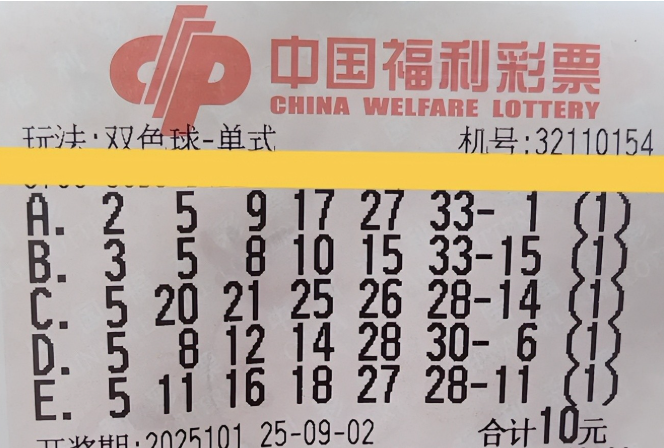 中国福利彩票
CHINA WELFARE LOTTERY
玩法:双色球-单式 机号:32110154
A. 2 5 9 17 27 33- 1 (1)
B. 3 5 8 10 15 33-15 (1)
C. 5 20 21 25 26 28-14 (1)
D. 5 8 12 14 28 30- 6 (1)
E. 5 11 16 18 27 28-11 (1)
开奖期:2025101 25-09-02 合计10元